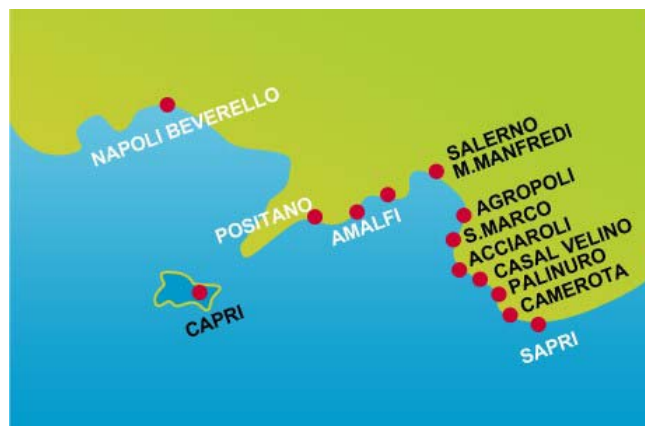 NAPOLI BEVERELLO
SALERNO
M.MANFREDI
POSITANO
AMALFI
AGROPOLI
S.MARCO
ACCIAROLI
CASAL VELINO
PALINURO
CAMEROTA
CAPRI
SAPRI